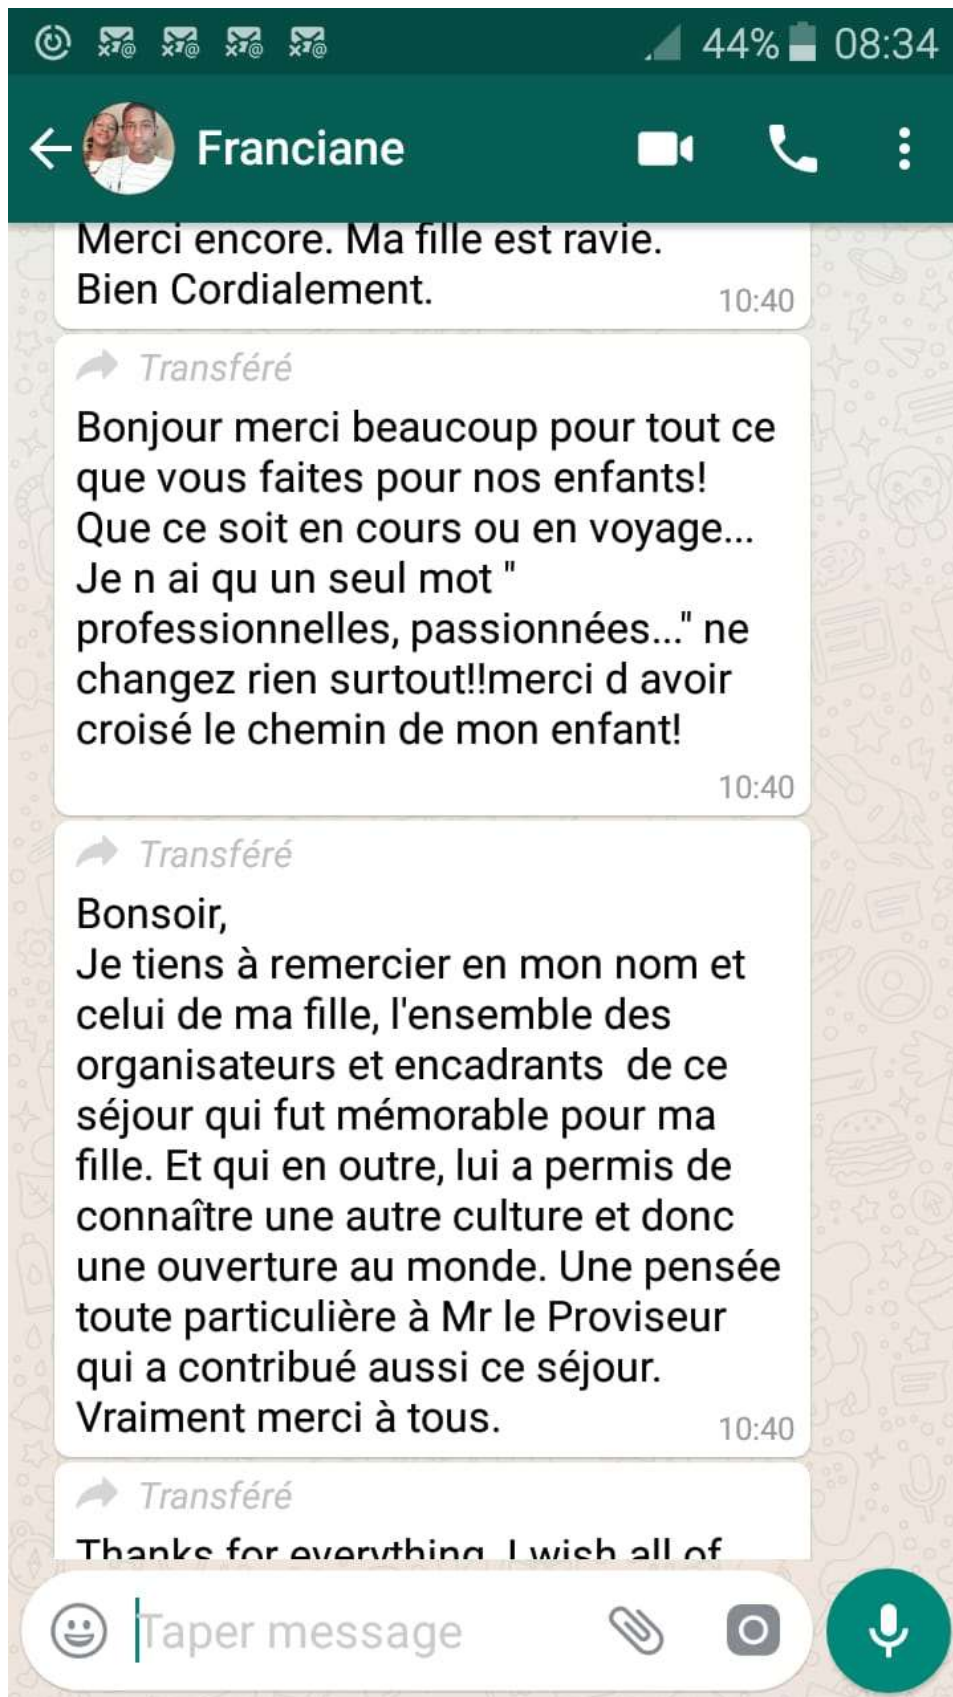 44% 08:34
Franciane
Merci encore. Ma fille est ravie.
Bien Cordialement.
10:40
Transféré
Bonjour merci beaucoup pour tout ce
que vous faites pour nos enfants!
Que ce soit en cours ou en voyage...
Je n ai qu un seul mot "
professionnelles, passionnées..." ne
changez rien surtout!!merci d avoir
croisé le chemin de mon enfant!
10:40
Transféré
Bonsoir,
Je tiens à remercier en mon nom et
celui de ma fille, l'ensemble des
organisateurs et encadrants  de ce
séjour qui fut mémorable pour ma
fille. Et qui en outre, lui a permis de
connaître une autre culture et donc
une ouverture au monde. Une pensée
toute particulière à Mr le Proviseur
qui a contribué aussi ce séjour.
Vraiment merci à tous.
10:40
Transféré
Thanks for everything. I wish all of
Taper message